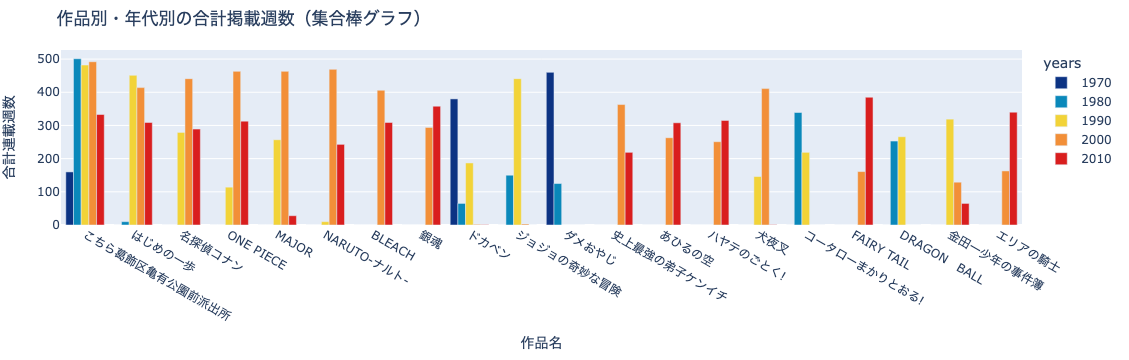 作品別・年代別の合計掲載週数（集合棒グラフ）
合計連載週数
500
400
300
200
100
0
years
1970
1980
1990
2000
2010
こちら葛飾区亀有公園前派出所
はじめの一歩
名探偵コナン
ONE PIECE
MAJOR
NARUTO-ナルト-
BLEACH
銀魂
ドカベン
ジョジョの奇妙な冒険
ダメおやじ
史上最強の弟子ケンイチ
あひるの空
ハヤテのごとく!
犬夜叉
コータローまかりとおる!
FAIRY TAIL
DRAGON　BALL
金田一少年の事件簿
エリアの騎士
作品名